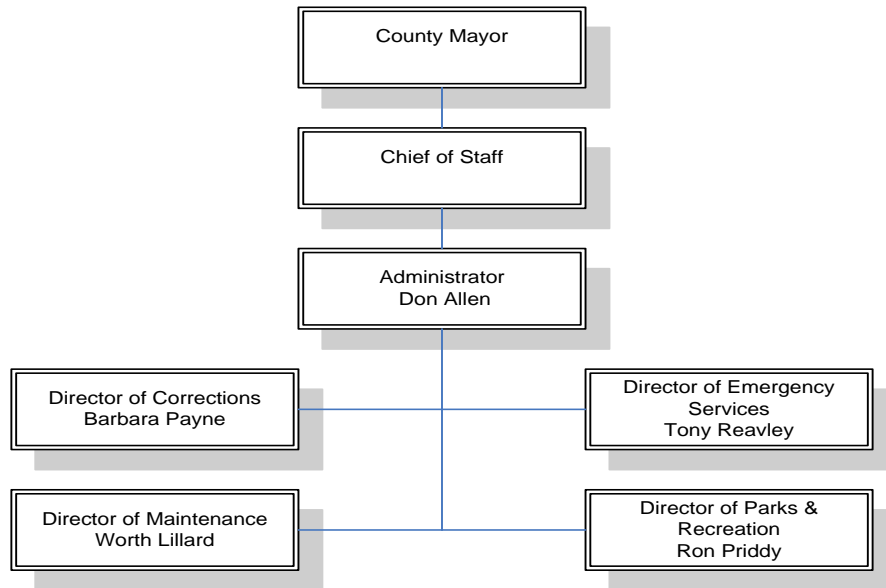 County Mayor
Chief of Staff
Administrator
Don Allen
Director of Corrections
Barbara Payne
Director of Emergency
Services
Tony Reavley
Director of Maintenance
Worth Lillard
Director of Parks &
Recreation
Ron Priddy